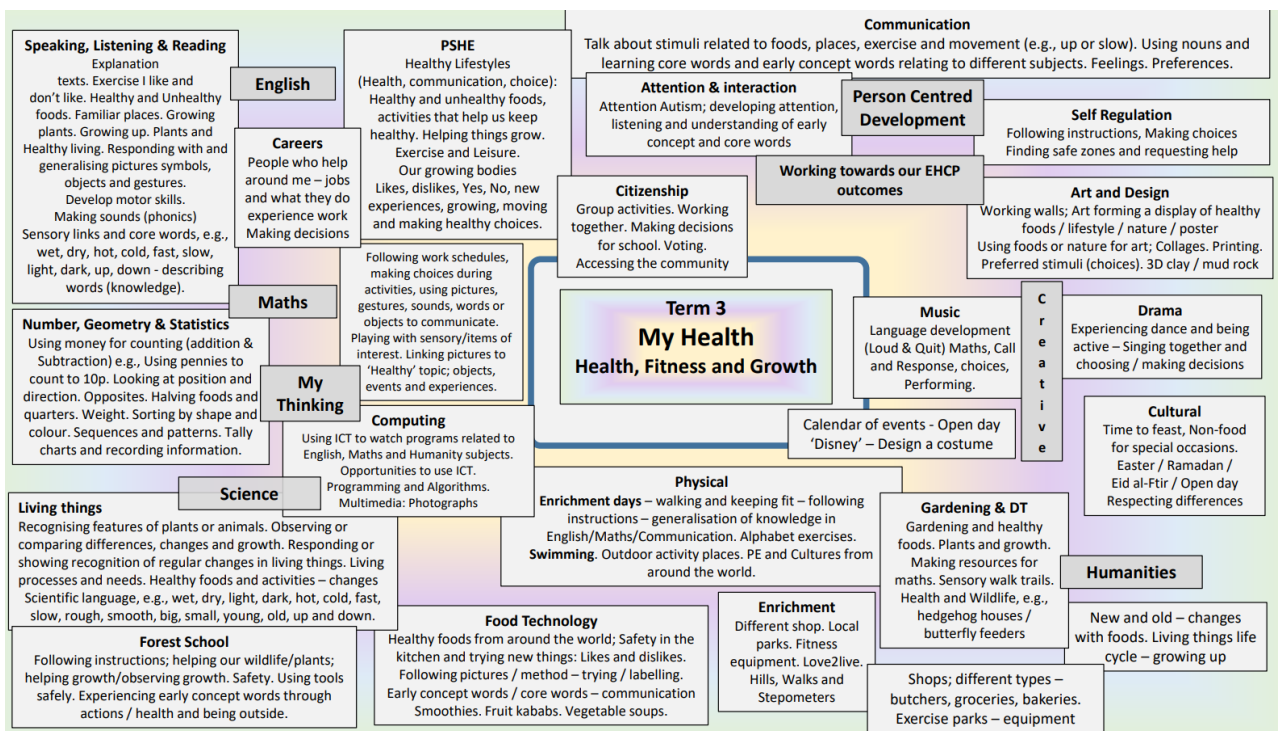 Communication
Talk about stimuli related to foods, places, exercise and movement (e.g., up or slow). Using nouns and
learning core words and early concept words relating to different subjects. Feelings. Preferences.
Speaking, Listening & Reading
Explanation
texts. Exercise I like and
don't like. Healthy and Unhealthy
foods. Familiar places. Growing
plants. Growing up. Plants and
Healthy living. Responding with and
generalising pictures symbols,
objects and gestures.
Develop motor skills.
Making sounds (phonics)
Sensory links and core words, e.g.,
wet, dry, hot, cold, fast, slow,
light, dark, up, down - describing
words (knowledge).
English
Careers
People who help
around me – jobs
and what they do
experience work
Making decisions
PSHE
Healthy Lifestyles
(Health, communication, choice):
Healthy and unhealthy foods,
activities that help us keep
healthy. Helping things grow.
Exercise and Leisure.
Our growing bodies
Likes, dislikes, Yes, No, new
experiences, growing, moving
and making healthy choices.
Attention & interaction
Attention Autism; developing attention,
listening and understanding of early
concept and core words
Person Centred
Development
Self Regulation
Following instructions, Making choices
Finding safe zones and requesting help
Working towards our EHCP
outcomes
Citizenship
Group activities. Working
together. Making decisions
for school. Voting.
Accessing the community
Art and Design
Working walls; Art forming a display of healthy
foods / lifestyle / nature / poster
Using foods or nature for art; Collages. Printing.
Preferred stimuli (choices). 3D clay / mud rock
Maths
Number, Geometry & Statistics
Using money for counting (addition &
Subtraction) e.g., Using pennies to
count to 10p. Looking at position and
direction. Opposites. Halving foods and
quarters. Weight. Sorting by shape and
colour. Sequences and patterns. Tally
charts and recording information.
Following work schedules,
making choices during
activities, using pictures,
gestures, sounds, words or
objects to communicate.
Playing with sensory/items of
interest. Linking pictures to
'Healthy' topic; objects,
events and experiences.
My
Thinking
Term 3
My Health
Health, Fitness and Growth
Music
Language development
(Loud & Quit) Maths, Call
and Response, choices,
Performing.
Creative
Drama
Experiencing dance and being
active – Singing together and
choosing / making decisions
Calendar of events - Open day
'Disney' – Design a costume
Cultural
Time to feast, Non-food
for special occasions.
Easter / Ramadan /
Eid al-Ftir / Open day
Respecting differences
Computing
Using ICT to watch programs related to
English, Maths and Humanity subjects.
Opportunities to use ICT.
Programming and Algorithms.
Multimedia: Photographs
Science
Living things
Recognising features of plants or animals. Observing or
comparing differences, changes and growth. Responding or
showing recognition of regular changes in living things. Living
processes and needs. Healthy foods and activities – changes
Scientific language, e.g., wet, dry, light, dark, hot, cold, fast,
slow, rough, smooth, big, small, young, old, up and down.
Physical
Enrichment days – walking and keeping fit – following
instructions – generalisation of knowledge in
English/Maths/Communication. Alphabet exercises.
Swimming. Outdoor activity places. PE and Cultures from
around the world.
Gardening & DT
Gardening and healthy
foods. Plants and growth.
Making resources for
maths. Sensory walk trails.
Health and Wildlife, e.g.,
hedgehog houses /
butterfly feeders
Humanities
New and old – changes
with foods. Living things life
cycle – growing up
Forest School
Following instructions; helping our wildlife/plants;
helping growth/observing growth. Safety. Using tools
safely. Experiencing early concept words through
actions / health and being outside.
Food Technology
Healthy foods from around the world; Safety in the
kitchen and trying new things: Likes and dislikes.
Following pictures / method – trying / labelling.
Early concept words / core words – communication
Smoothies. Fruit kababs. Vegetable soups.
Enrichment
Different shop. Local
parks. Fitness
equipment. Love2live.
Hills, Walks and
Stepometers
Shops; different types –
butchers, groceries, bakeries.
Exercise parks – equipment